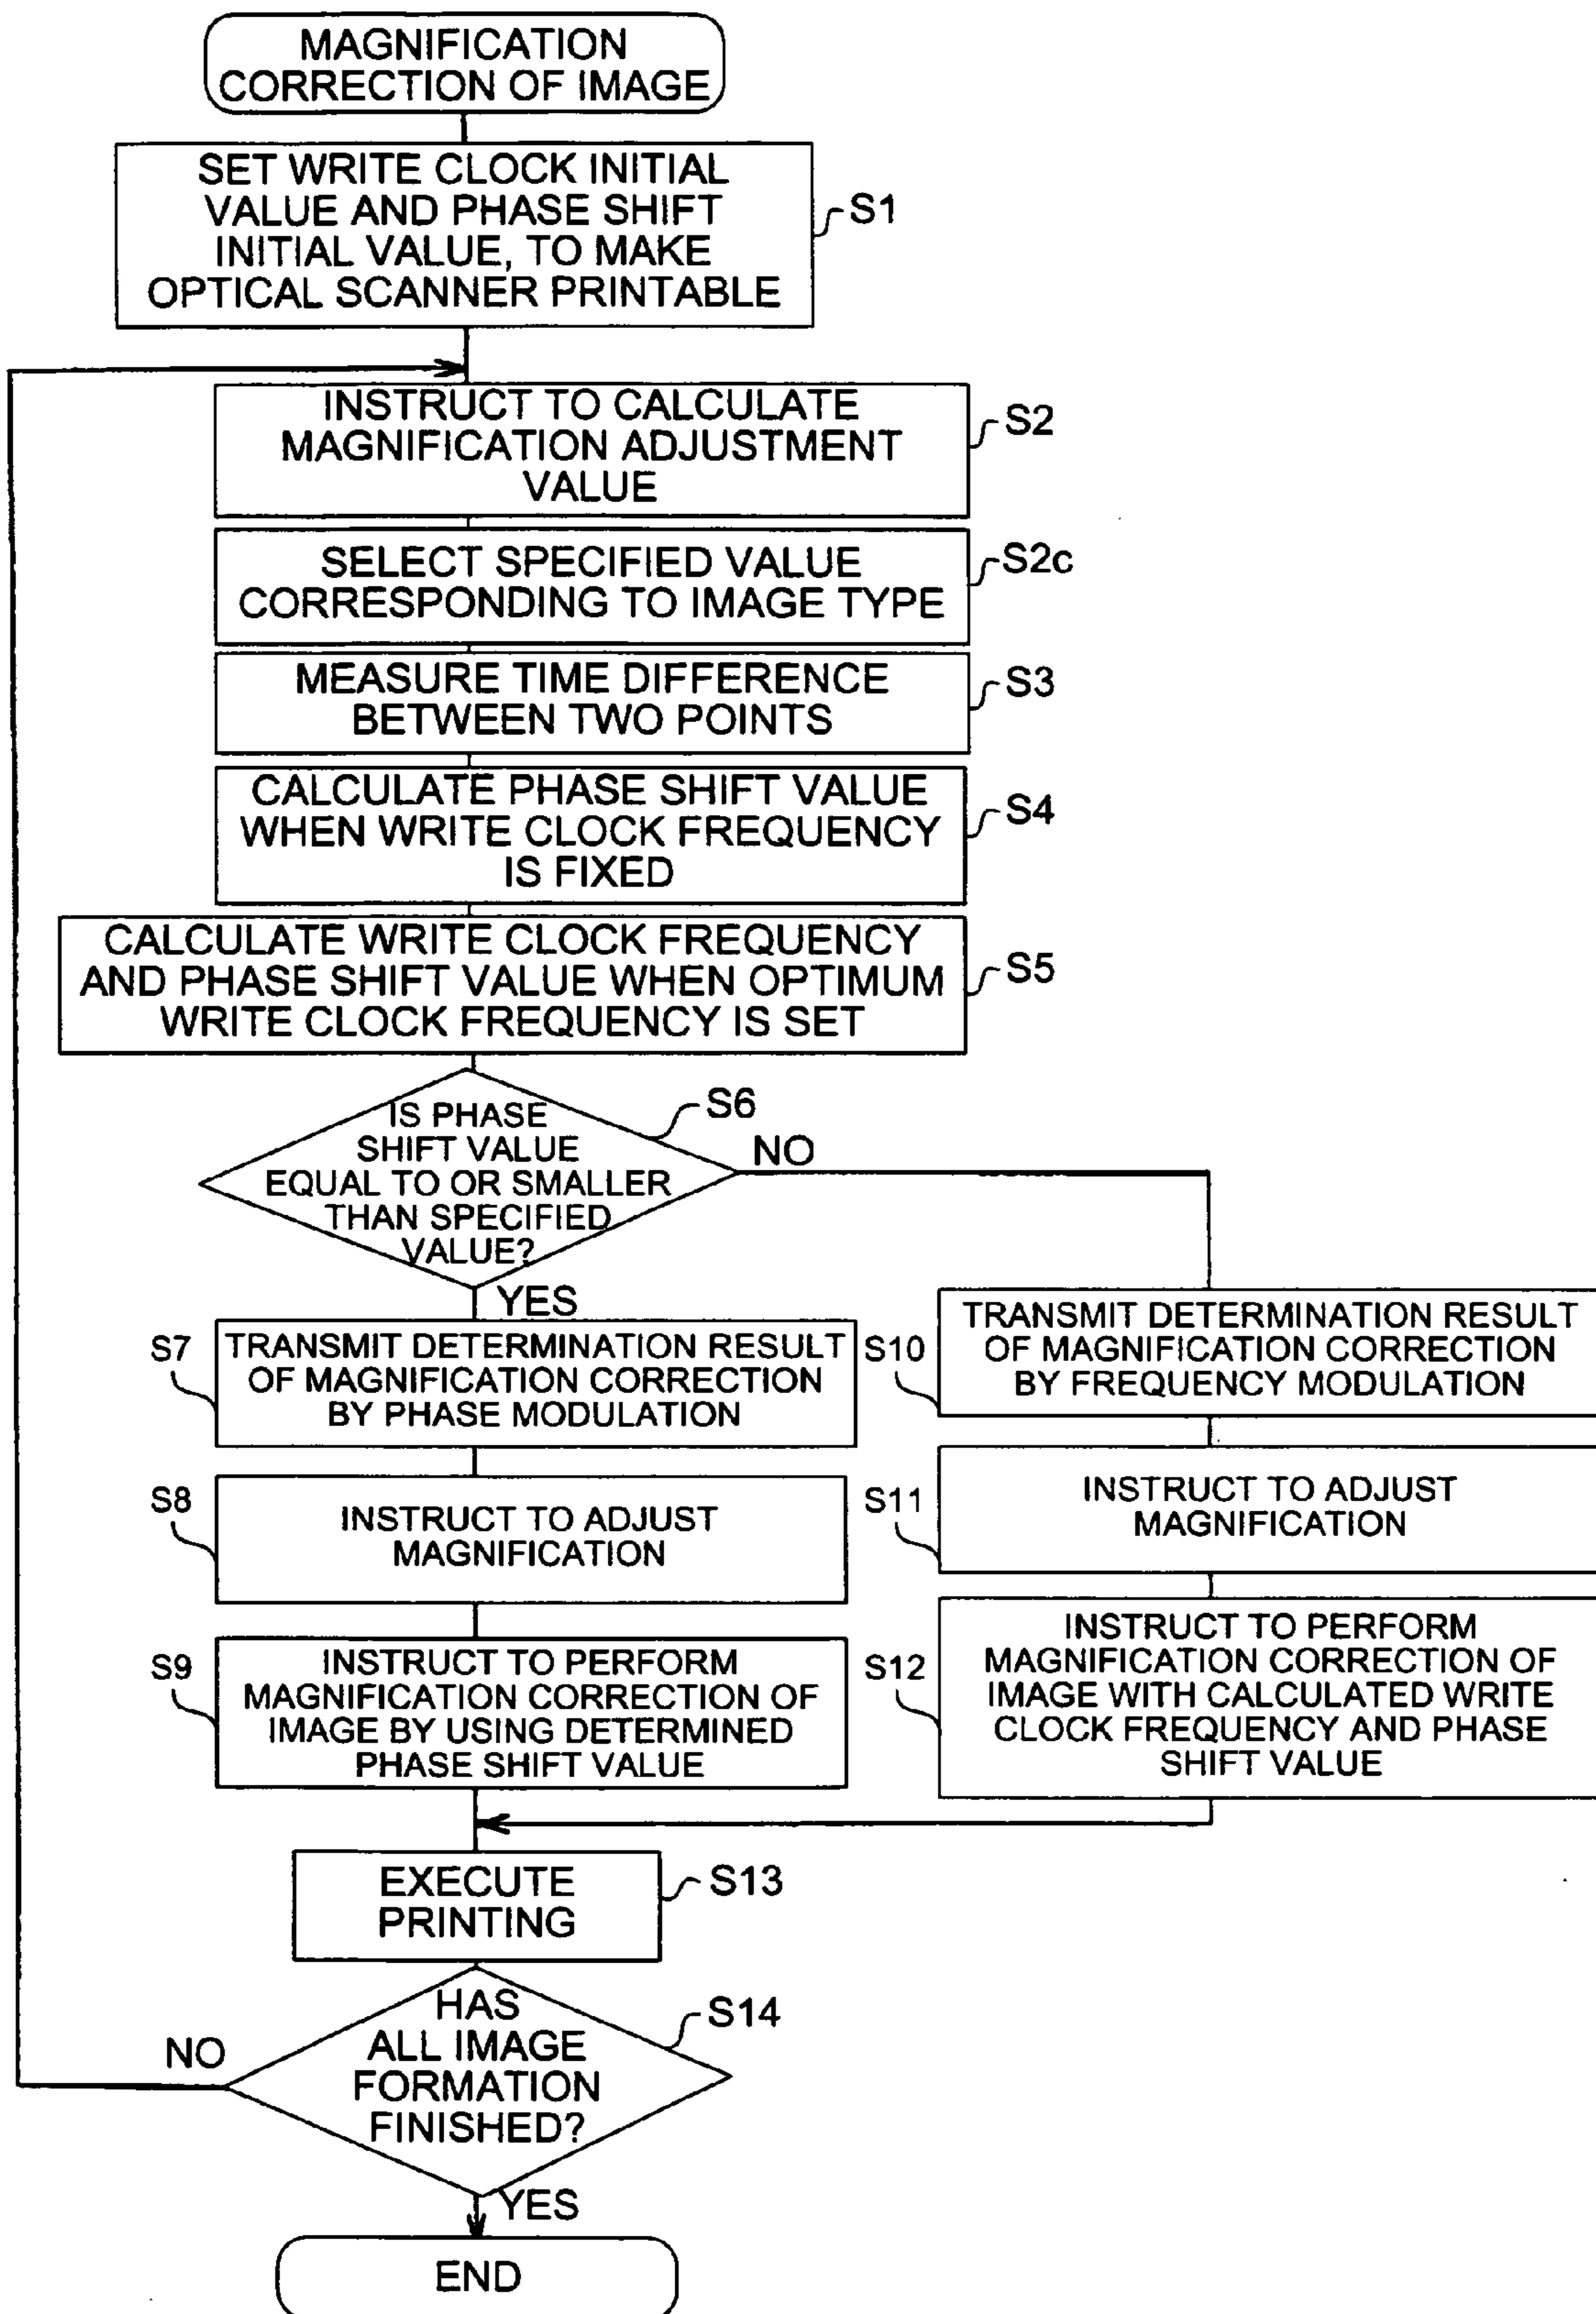 MAGNIFICATION
CORRECTION OF IMAGE
SET WRITE CLOCK INITIAL
VALUE AND PHASE SHIFT
INITIAL VALUE, TO MAKE
OPTICAL SCANNER PRINTABLE
S1
INSTRUCT TO CALCULATE
MAGNIFICATION ADJUSTMENT
VALUE
S2
SELECT SPECIFIED VALUE
CORRESPONDING TO IMAGE TYPE
S2c
MEASURE TIME DIFFERENCE
BETWEEN TWO POINTS
S3
CALCULATE PHASE SHIFT VALUE
WHEN WRITE CLOCK FREQUENCY
IS FIXED
S4
CALCULATE WRITE CLOCK FREQUENCY
AND PHASE SHIFT VALUE WHEN OPTIMUM
WRITE CLOCK FREQUENCY IS SET
S5
IS PHASE
SHIFT VALUE
EQUAL TO OR SMALLER
THAN SPECIFIED
VALUE?
S6
NO
YES
S7
TRANSMIT DETERMINATION RESULT
OF MAGNIFICATION CORRECTION
BY PHASE MODULATION
S10
TRANSMIT DETERMINATION RESULT
OF MAGNIFICATION CORRECTION
BY FREQUENCY MODULATION
S8
INSTRUCT TO ADJUST
MAGNIFICATION
S11
INSTRUCT TO ADJUST
MAGNIFICATION
S9
INSTRUCT TO PERFORM
MAGNIFICATION CORRECTION OF
IMAGE BY USING DETERMINED
PHASE SHIFT VALUE
S12
INSTRUCT TO PERFORM
MAGNIFICATION CORRECTION OF
IMAGE WITH CALCULATED WRITE
CLOCK FREQUENCY AND PHASE
SHIFT VALUE
EXECUTE
PRINTING
S13
HAS
ALL IMAGE
FORMATION
FINISHED?
S14
NO
YES
END